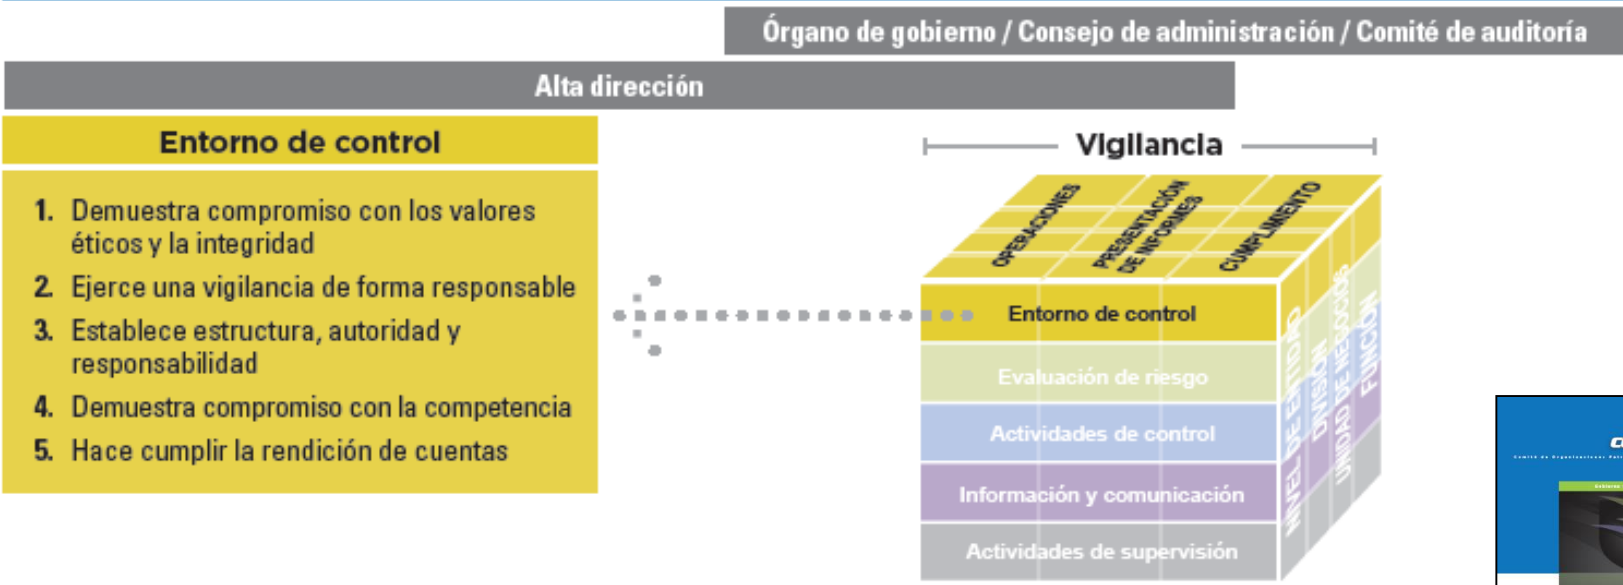 Órgano de gobierno / Consejo de administración / Comité de auditoría
Alta dirección
Entorno de control
1. Demuestra compromiso con los valores
éticos y la integridad
2. Ejerce una vigilancia de forma responsable
3. Establece estructura, autoridad y
responsabilidad
4. Demuestra compromiso con la competencia
5. Hace cumplir la rendición de cuentas
Vigilancia
OPERACIONES
PRESENTACIÓN
DE INFORMES
CUMPLIMIENTO
Entorno de control
Evaluación de riesgo
Actividades de control
Información y comunicación
Actividades de supervisión
NIVEL DE ENTIDAD
DIVISIÓN
UNIDAD DE NEGOCIOS
FUNCIÓN